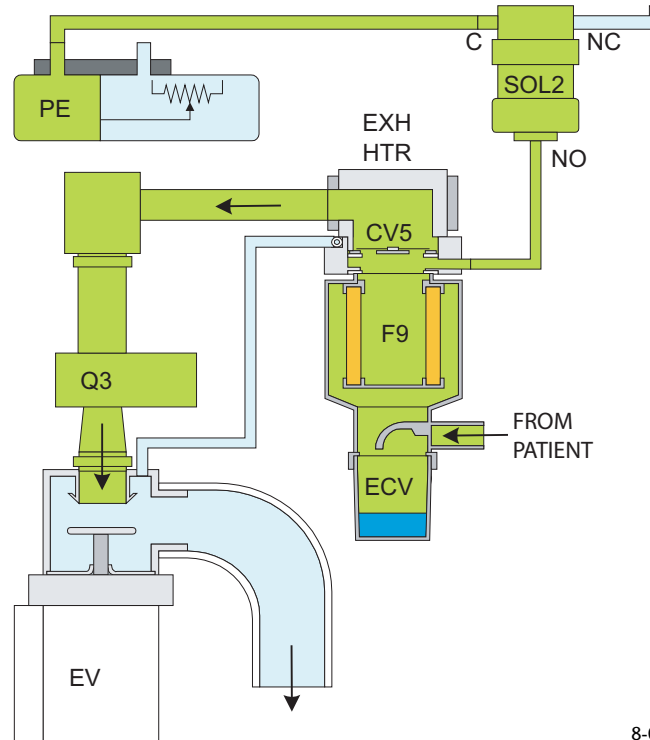 C
NC
PE
SOL2
EXH
HTR
NO
CV5
F9
Q3
FROM
PATIENT
ECV
EV